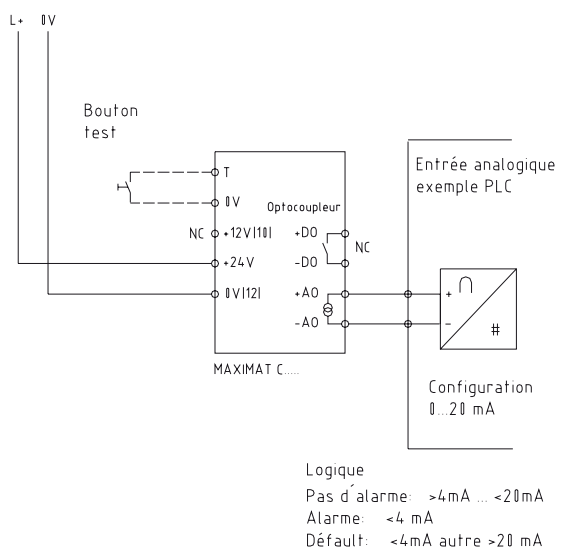 L+ 0V
Bouton
test
Entrée analogique
exemple PLC
T
0V
Optocoupleur
NC +12V|10| +DO
NC
+24V -DO
0V|12| +AO
+
-AO
-
#
MAXIMAT C.....
Configuration
0...20 mA
Logique
Pas d´alarme: >4mA ... <20mA
Alarme: <4 mA
Défault: <4mA autre >20 mA